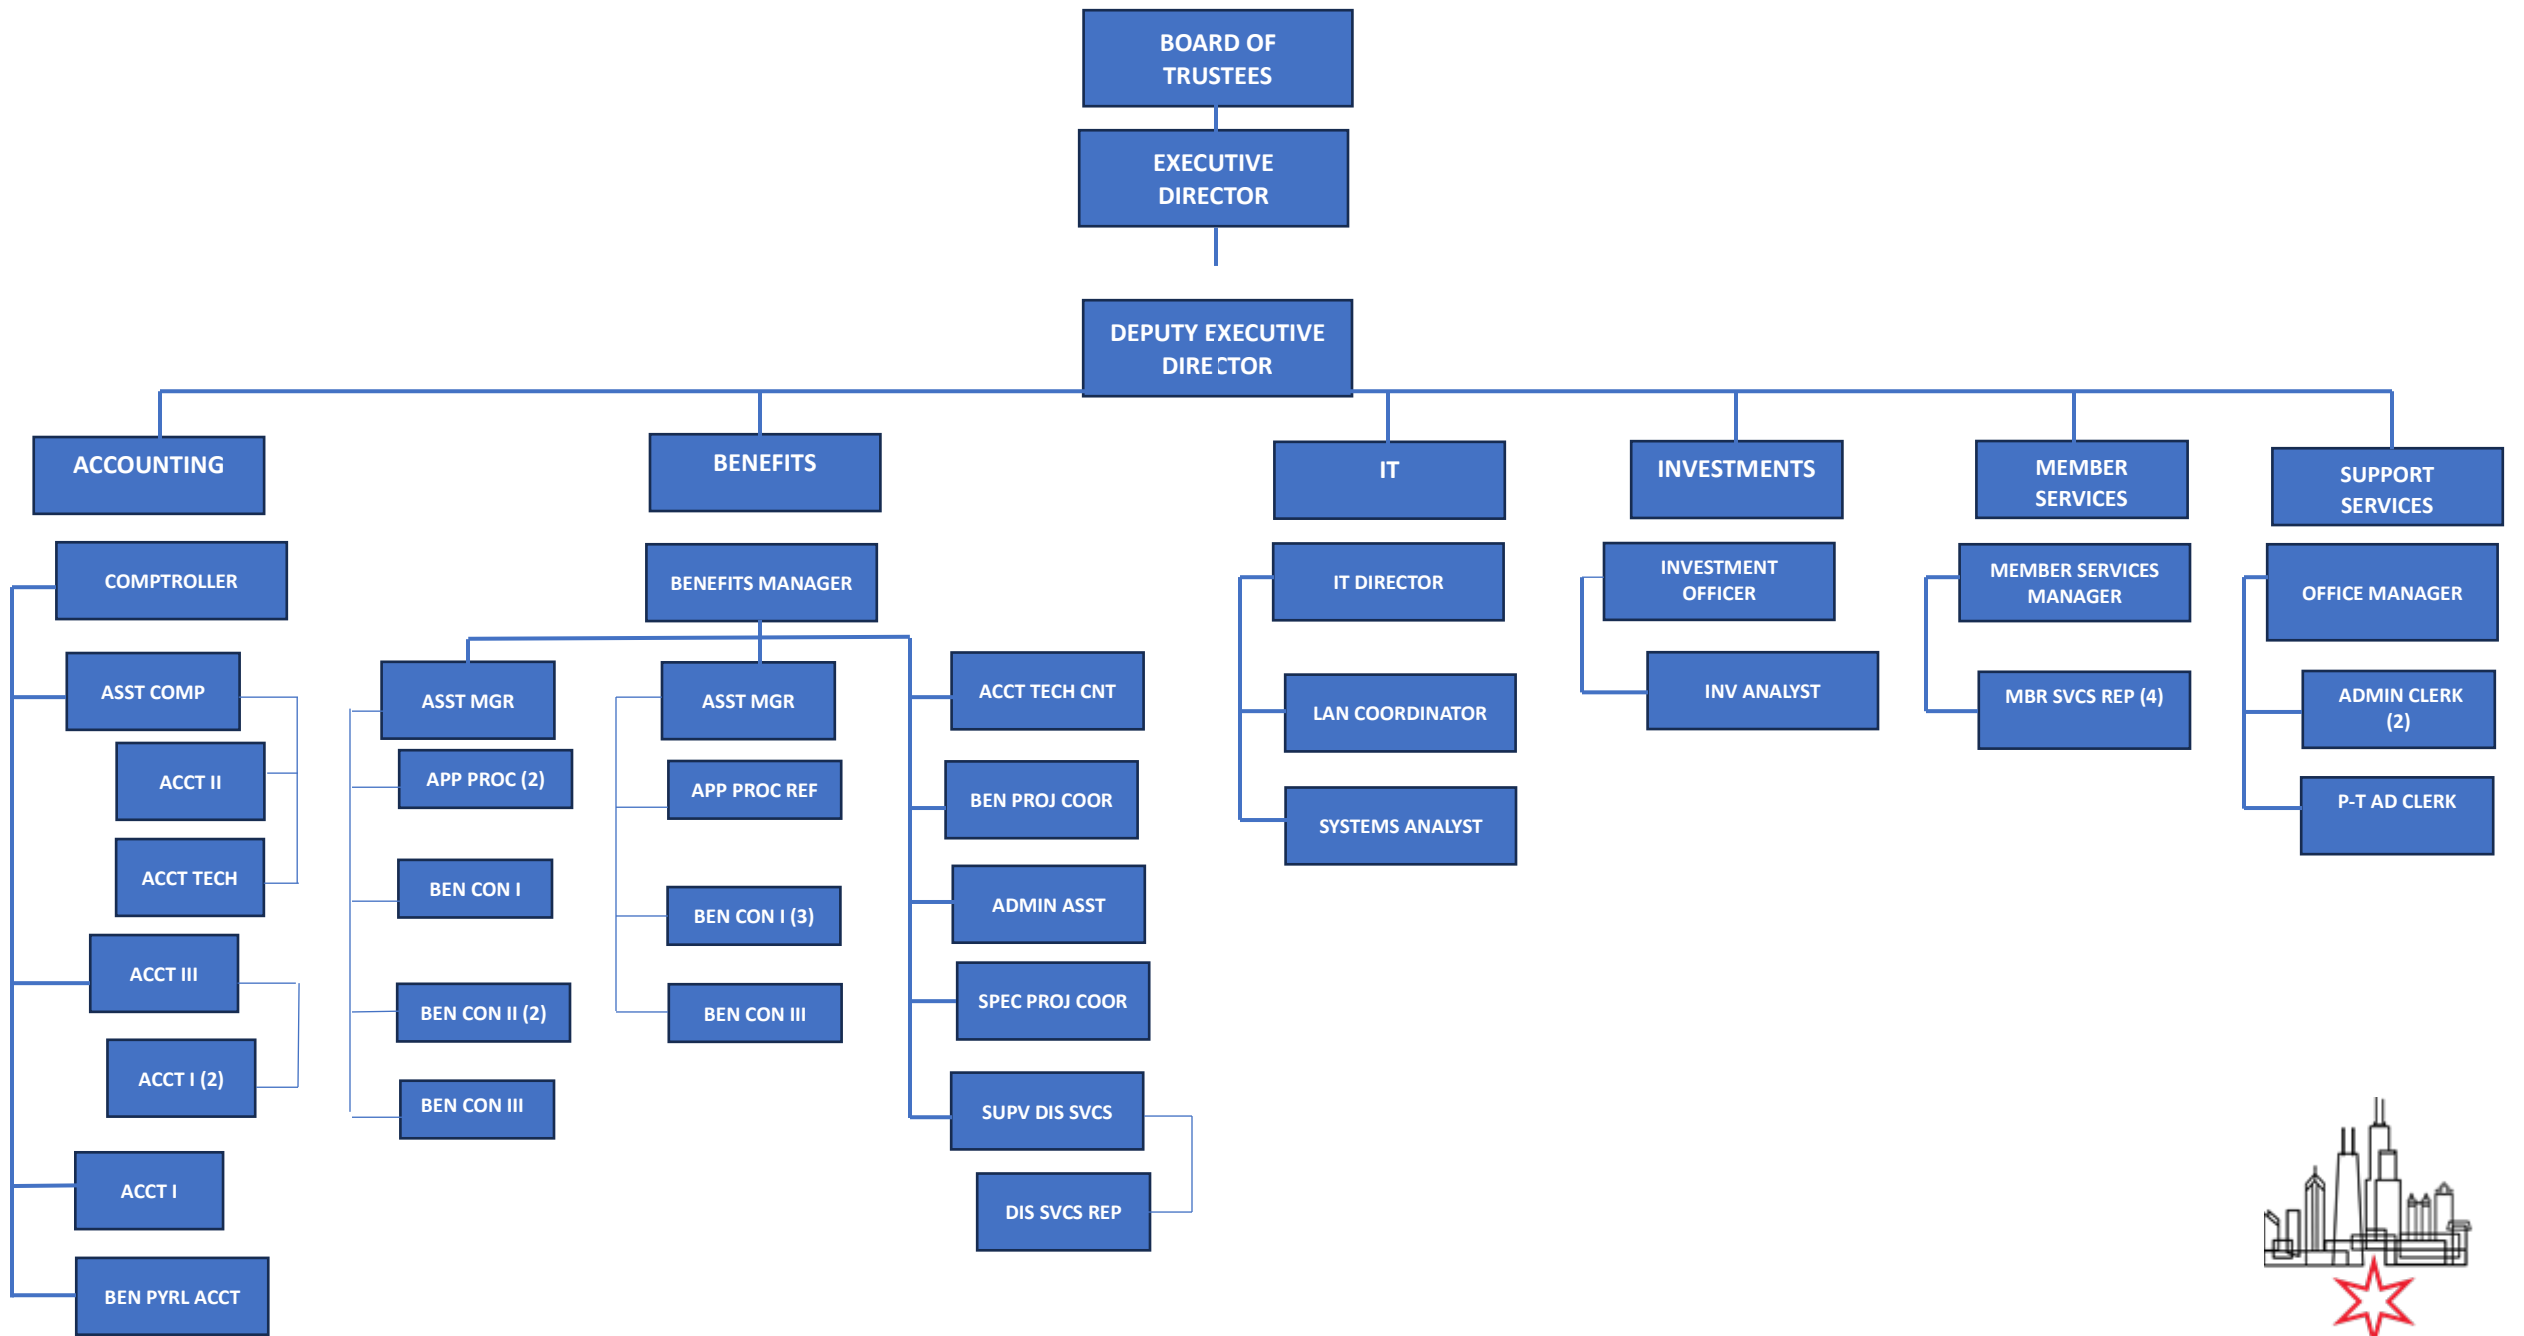 BOARD OF
TRUSTEES
EXECUTIVE
DIRECTOR
DEPUTY EXECUTIVE
DIRECTOR
ACCOUNTING
COMPTROLLER
ASST COMP
ACCT II
ACCT TECH
ACCT III
ACCT I (2)
ACCT I
BEN PYRL ACCT
BENEFITS
BENEFITS MANAGER
ASST MGR
APP PROC (2)
BEN CON I
BEN CON II (2)
BEN CON III
ASST MGR
APP PROC REF
BEN CON I (3)
BEN CON III
ACCT TECH CNT
BEN PROJ COOR
ADMIN ASST
SPEC PROJ COOR
SUPV DIS SVCS
DIS SVCS REP
IT
IT DIRECTOR
LAN COORDINATOR
SYSTEMS ANALYST
INVESTMENTS
INVESTMENT
OFFICER
INV ANALYST
MEMBER
SERVICES
MEMBER SERVICES
MANAGER
MBR SVCS REP (4)
SUPPORT
SERVICES
OFFICE MANAGER
ADMIN CLERK
(2)
P-T AD CLERK